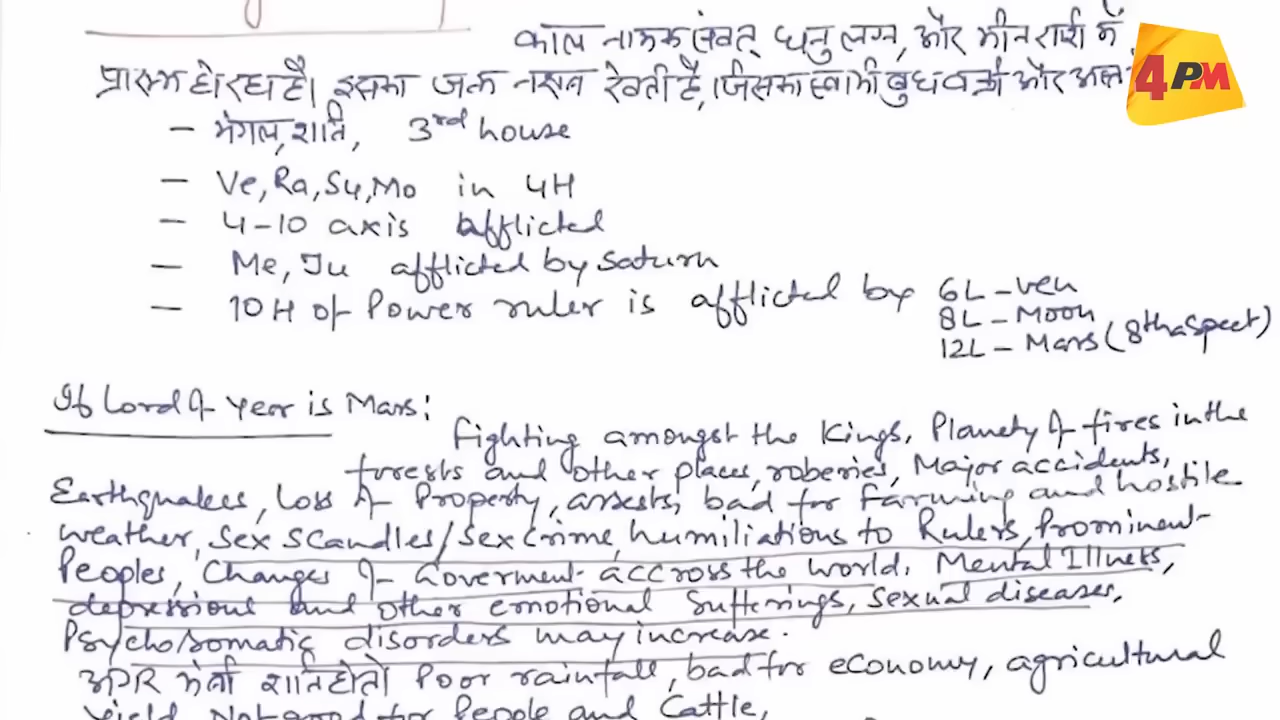 काल नामक संवत् धनु लग्न, और मीन राशी में
प्रारम्भ हो रहा है। इसका जन्म नक्षत्र रेवती है, जिसका स्वामी बुध वक्री और अस्त
4PM
- मंगल, शनि, 3rd house
- Ve, Ra, Su, Mo in 4H
- 4-10 axis afflicted
- Me, Ju afflicted by Saturn
- 10H of Power ruler is afflicted by 6L - Ven
8L - Moon
12L - Mars (8th aspect)
If Lord of year is Mars:
fighting amongst the Kings, Planety of fires in the
forests and other places, roberies, Major accidents,
Earthquakes, loss of Property, arrests, bad for farming and hostile
weather, Sex Scandles/Sex Crime, humiliations to Rulers, Prominent
Peoples, Changes of Goverment accross the world. Mental Illness,
depressions and other emotional sufferings, sexual diseases,
Psychosomatic disorders may increase.
अगर मंत्री शनि हो तो Poor rainfall, bad for economy, agricultural
yield, Not good for People and Cattle,